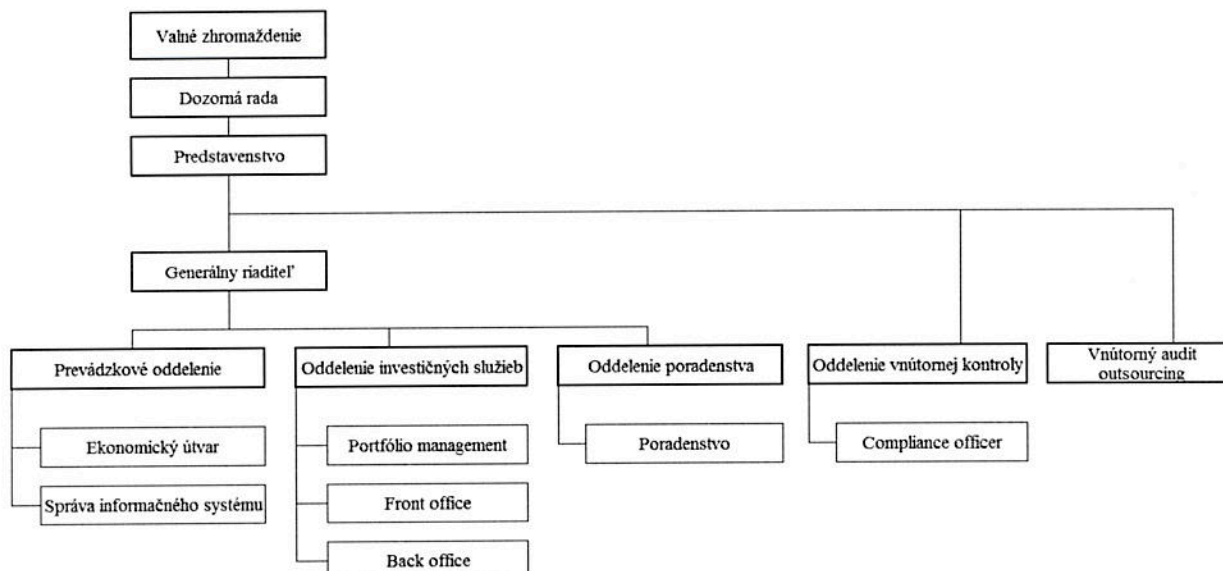 Valné zhromaždenie
Dozorná rada
Predstavenstvo
Generálny riaditeľ
Prevádzkové oddelenie
Oddelenie investičných služieb
Oddelenie poradenstva
Oddelenie vnútornej kontroly
Vnútorný audit
outsourcing
Ekonomický útvar
Portfólio management
Poradenstvo
Compliance officer
Správa informačného systému
Front office
Back office